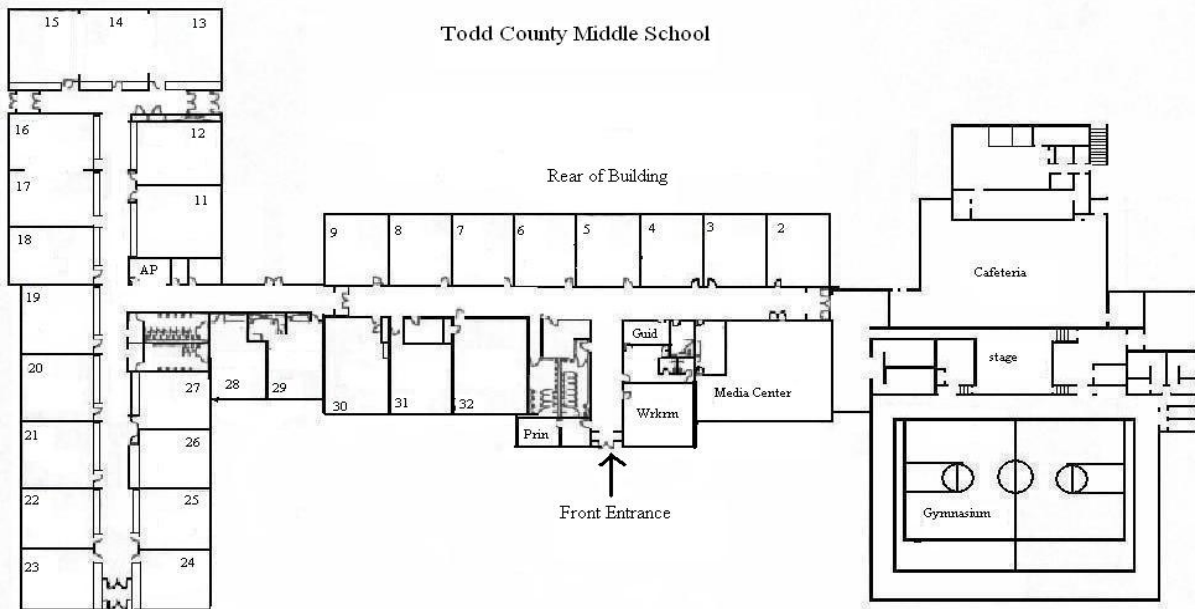 15 14 13
Todd County Middle School
16 12
17 11
18
AP
Rear of Building
9 8 7 6 5 4 3 2
Cafeteria
19
20
21
22
23
27
26
25
24
28
29
30
31
32
Guid
Media Center
Wrkrm
Prin
stage
Front Entrance
Gymnasium